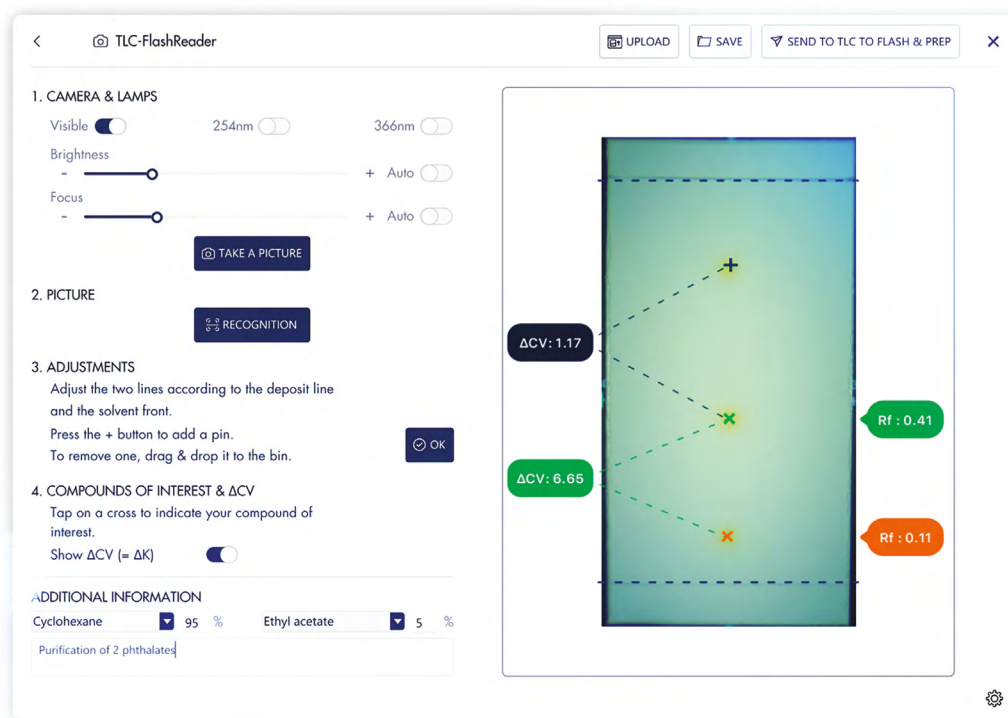 TLC-FlashReader
UPLOAD
SAVE
SEND TO TLC TO FLASH & PREP
1. CAMERA & LAMPS
Visible
254nm
366nm
Brightness
- + Auto
Focus
- + Auto
TAKE A PICTURE
2. PICTURE
RECOGNITION
3. ADJUSTMENTS
Adjust the two lines according to the deposit line
and the solvent front.
Press the + button to add a pin.
To remove one, drag & drop it to the bin.
OK
4. COMPOUNDS OF INTEREST & ΔCV
Tap on a cross to indicate your compound of
interest.
Show ΔCV (= ΔK)
ADDITIONAL INFORMATION
Cyclohexane 95 %
Ethyl acetate 5 %
Purification of 2 phthalates
ΔCV: 1.17
Rf : 0.41
ΔCV: 6.65
Rf : 0.11